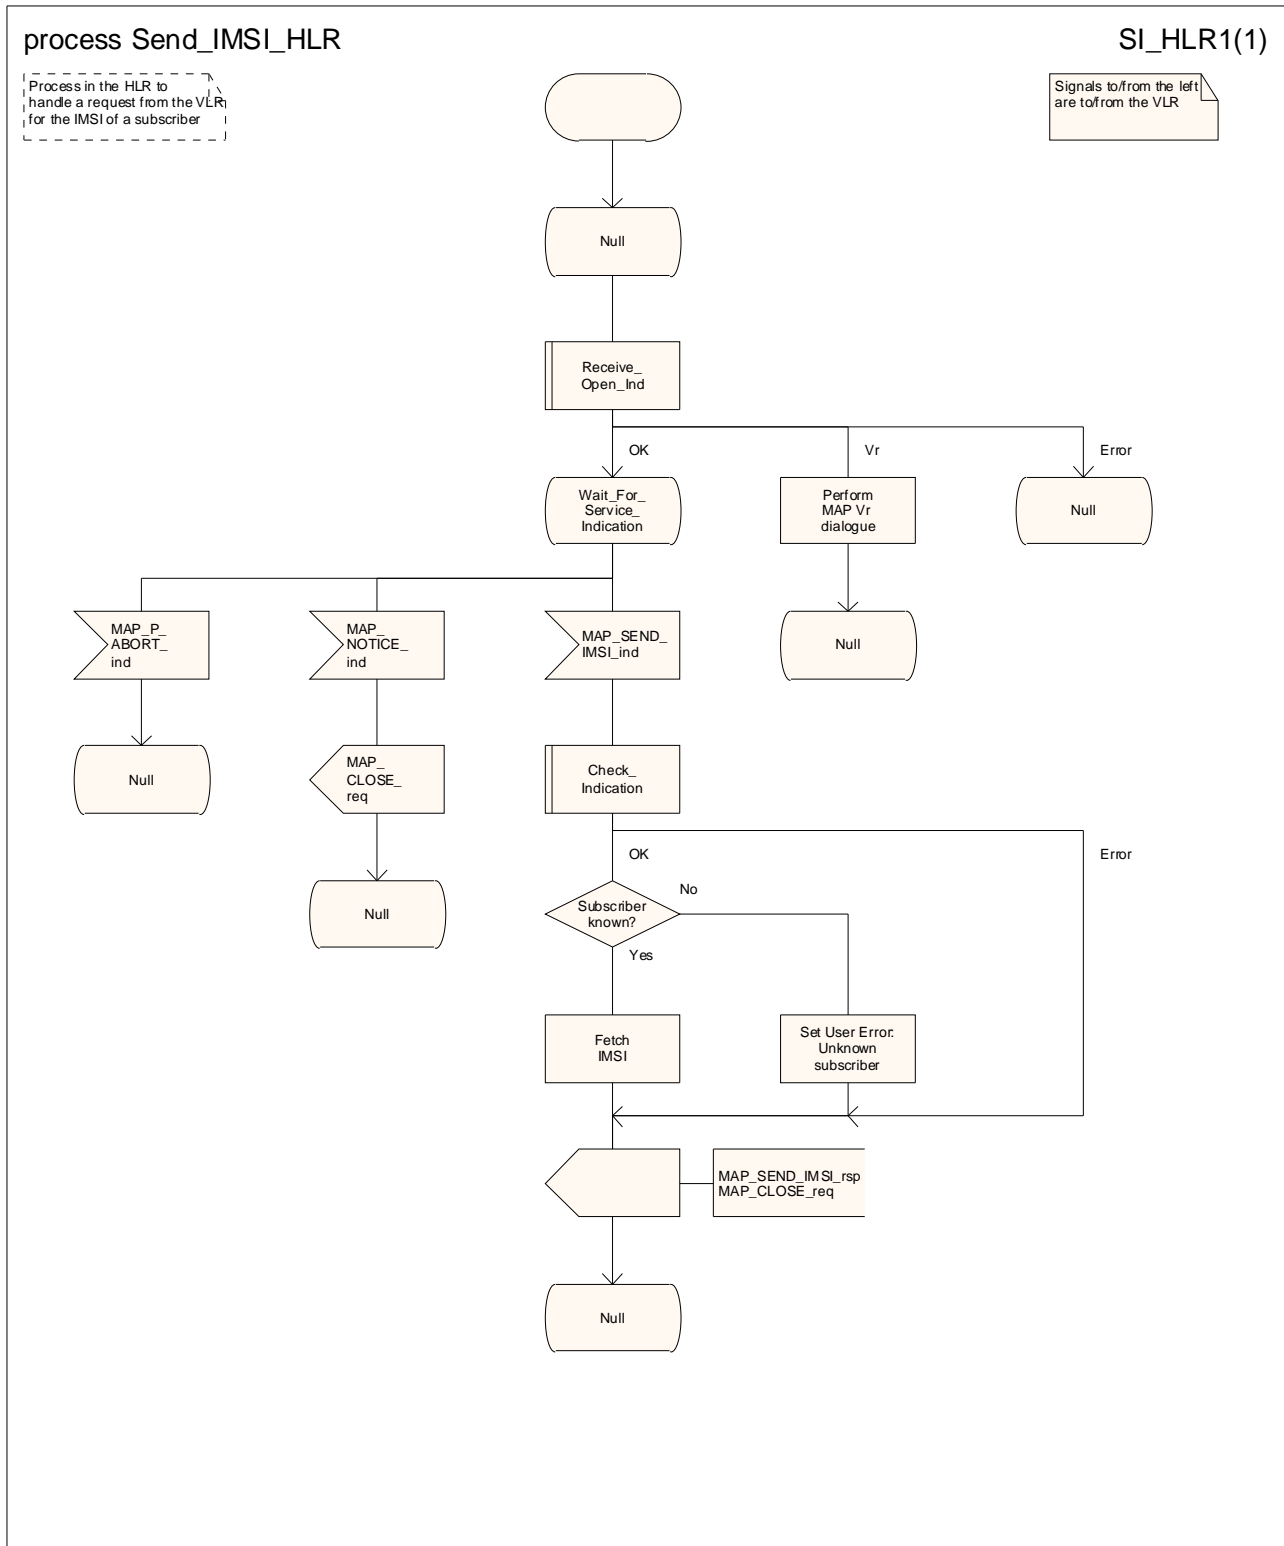 process Send_IMSI_HLR
SI_HLR1(1)
Process in the HLR to
handle a request from the VLR
for the IMSI of a subscriber
Signals to/from the left
are to/from the VLR
Null
Receive_
Open_Ind
OK
Vr
Error
Wait_For_
Service_
Indication
Perform
MAP Vr
dialogue
Null
MAP_P_
ABORT_
ind
MAP_
NOTICE_
ind
MAP_SEND_
IMSI_ind
Null
Null
MAP_
CLOSE_
req
Check_
Indication
OK
Error
Null
Subscriber
known?
No
Yes
Fetch
IMSI
Set User Error:
Unknown
subscriber
MAP_SEND_IMSI_rsp
MAP_CLOSE_req
Null